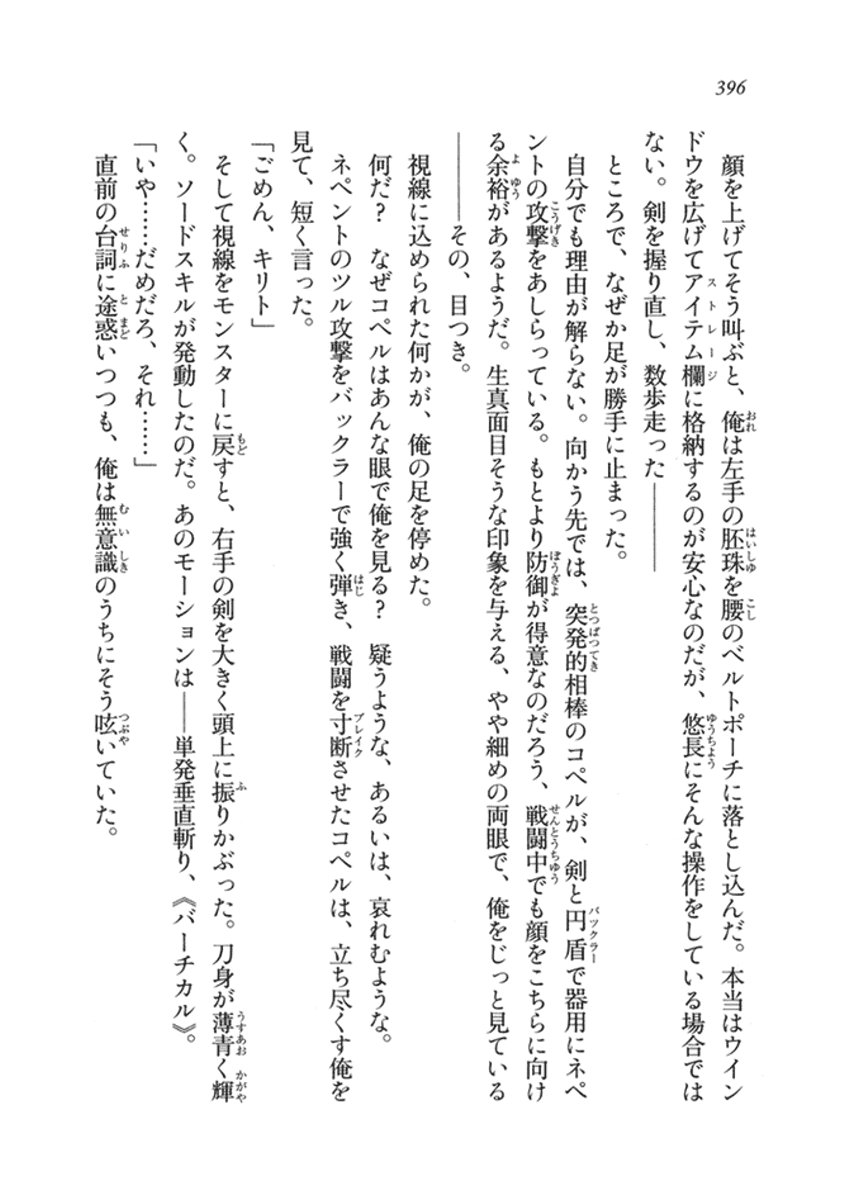 396
顔を上げてそう叫ぶと、俺は左手の胚珠を腰のベルトポーチに落とし込んだ。本当はウイン
ドウを広げてアイテム欄に格納するのが安心なのだが、悠長にそんな操作をしている場合では
ない。剣を握り直し、数歩走った――――
ところで、なぜか足が勝手に止まった。
自分でも理由が解らない。向かう先では、突発的相棒のコペルが、剣と円盾で器用にネペ
ントの攻撃をあしらっている。もとより防御が得意なのだろう、戦闘中でも顔をこちらに向け
る余裕があるようだ。生真面目そうな印象を与える、やや細めの両眼で、俺をじっと見ている
――――その、目つき。
視線に込められた何かが、俺の足を停めた。
何だ？　なぜコペルはあんな眼で俺を見る？　疑うような、あるいは、哀れむような。
ネペントのツル攻撃をバックラーで強く弾き、戦闘を寸断させたコペルは、立ち尽くす俺を
見て、短く言った。
「ごめん、キリト」
そして視線をモンスターに戻すと、右手の剣を大きく頭上に振りかぶった。刀身が薄青く輝
く。ソードスキルが発動したのだ。あのモーションは――単発垂直斬り、《バーチカル》。
「いや……だめだろ、それ……」
直前の台詞に途惑いつつも、俺は無意識のうちにそう呟いていた。